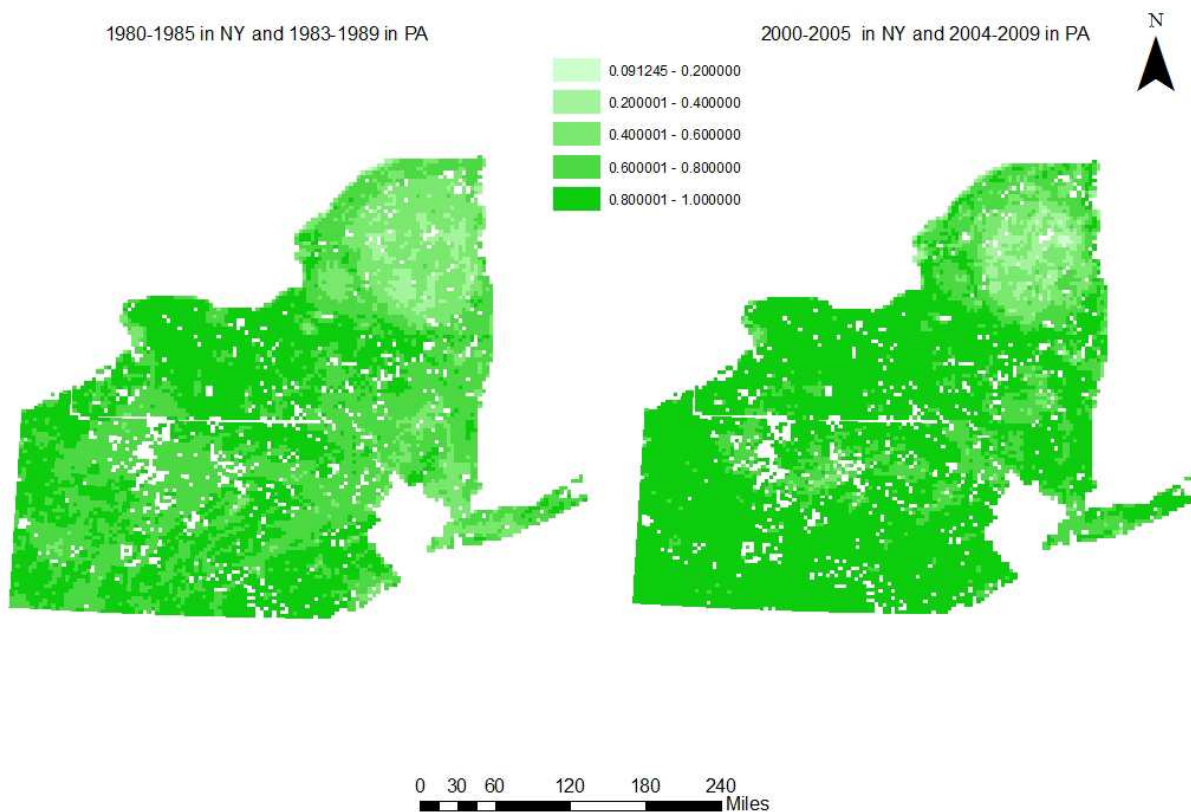 1980-1985 in NY and 1983-1989 in PA
2000-2005 in NY and 2004-2009 in PA
N
0.091245 - 0.200000
0.200001 - 0.400000
0.400001 - 0.600000
0.600001 - 0.800000
0.800001 - 1.000000
0 30 60 120 180 240
Miles